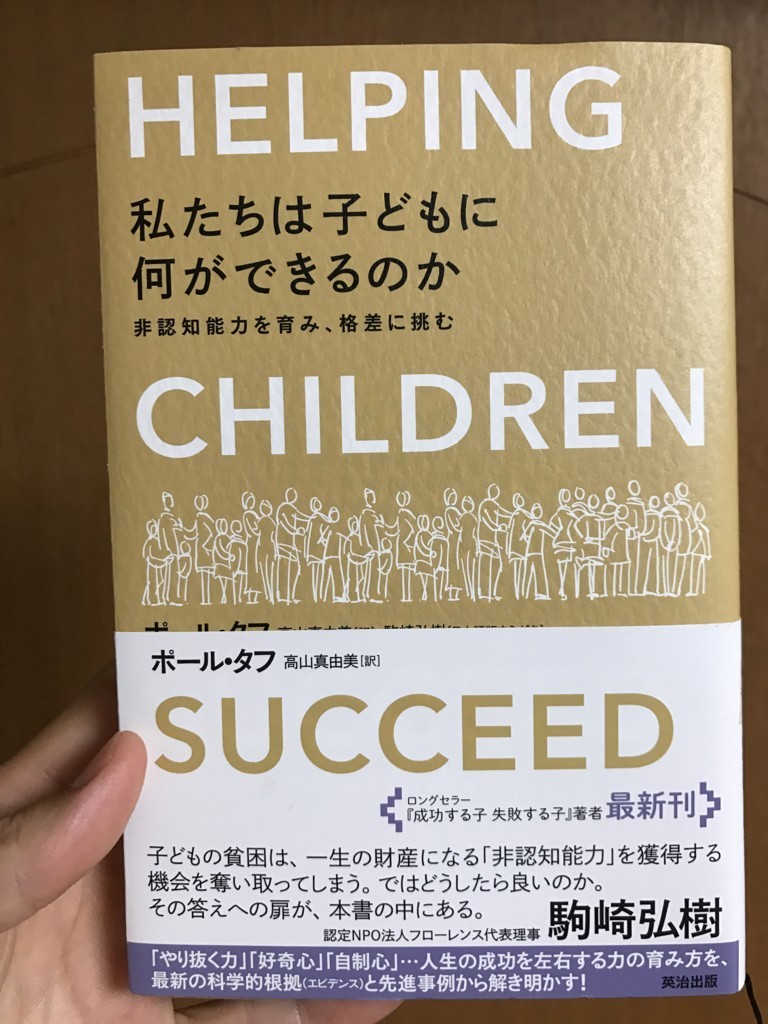 HELPING
私たちは子どもに
何ができるのか
非認知能力を育み、格差に挑む
CHILDREN
ポール・タフ
ポール・タフ 高山真由美[訳]
SUCCEED
ロングセラー
『成功する子 失敗する子』著者 最新刊
子どもの貧困は、一生の財産になる「非認知能力」を獲得する
機会を奪い取ってしまう。ではどうしたら良いのか。
その答えへの扉が、本書の中にある。
認定NPO法人フローレンス代表理事 駒崎弘樹
「やり抜く力」「好奇心」「自制心」…人生の成功を左右する力の育み方を、
最新の科学的根拠(エビデンス)と先進事例から解き明かす!
英治出版